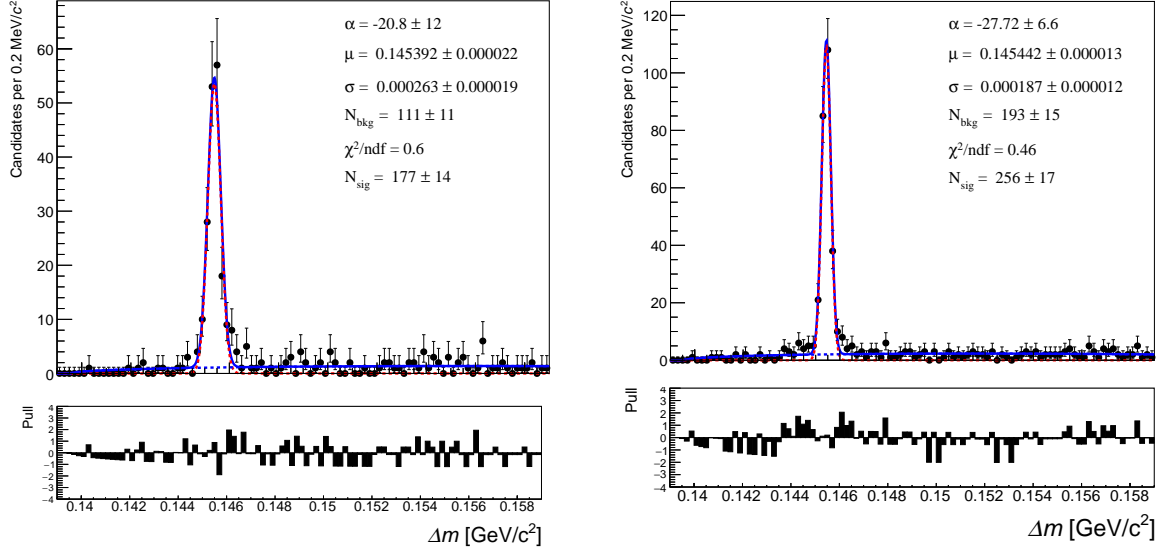 Candidates per 0.2 MeV/c²
60
50
40
30
20
10
0
α = -20.8 ± 12
μ = 0.145392 ± 0.000022
σ = 0.000263 ± 0.000019
N_bkg = 111 ± 11
χ²/ndf = 0.6
N_sig = 177 ± 14
Pull
4
3
2
1
0
−1
−2
−3
−4
0.14 0.142 0.144 0.146 0.148 0.15 0.152 0.154 0.156 0.158
Δm [GeV/c²]
Candidates per 0.2 MeV/c²
120
100
80
60
40
20
0
α = -27.72 ± 6.6
μ = 0.145442 ± 0.000013
σ = 0.000187 ± 0.000012
N_bkg = 193 ± 15
χ²/ndf = 0.46
N_sig = 256 ± 17
Pull
4
3
2
1
0
−1
−2
−3
−4
0.14 0.142 0.144 0.146 0.148 0.15 0.152 0.154 0.156 0.158
Δm [GeV/c²]